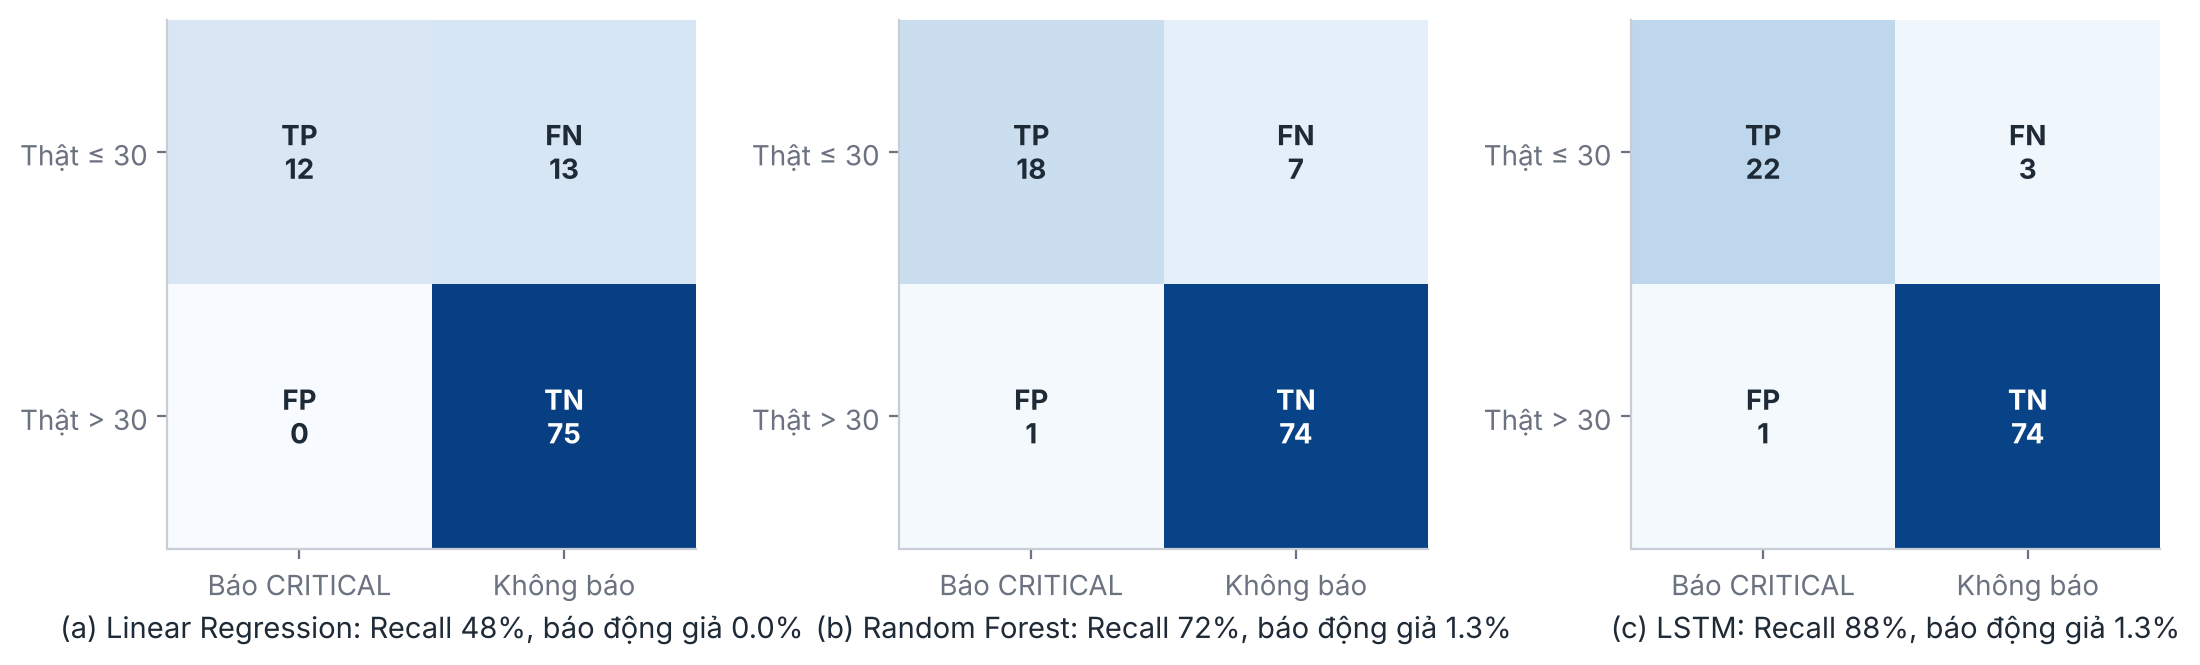 Thật ≤ 30
TP
12
FN
13
Thật > 30
FP
0
TN
75
Báo CRITICAL
Không báo
(a) Linear Regression: Recall 48%, báo động giả 0.0%
Thật ≤ 30
TP
18
FN
7
Thật > 30
FP
1
TN
74
Báo CRITICAL
Không báo
(b) Random Forest: Recall 72%, báo động giả 1.3%
Thật ≤ 30
TP
22
FN
3
Thật > 30
FP
1
TN
74
Báo CRITICAL
Không báo
(c) LSTM: Recall 88%, báo động giả 1.3%